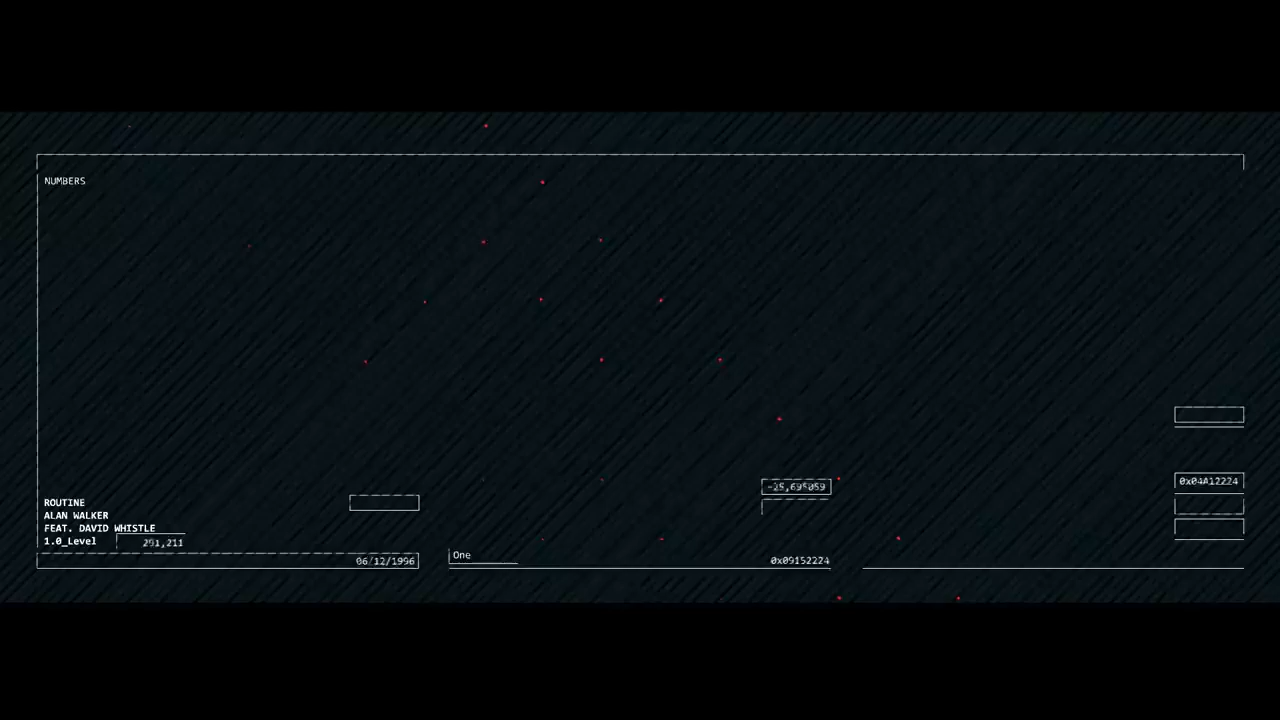 NUMBERS
ROUTINE
ALAN WALKER
FEAT. DAVID WHISTLE
1.0_Level
291,211
06/12/1996
One
0x09152224
0x04A12224